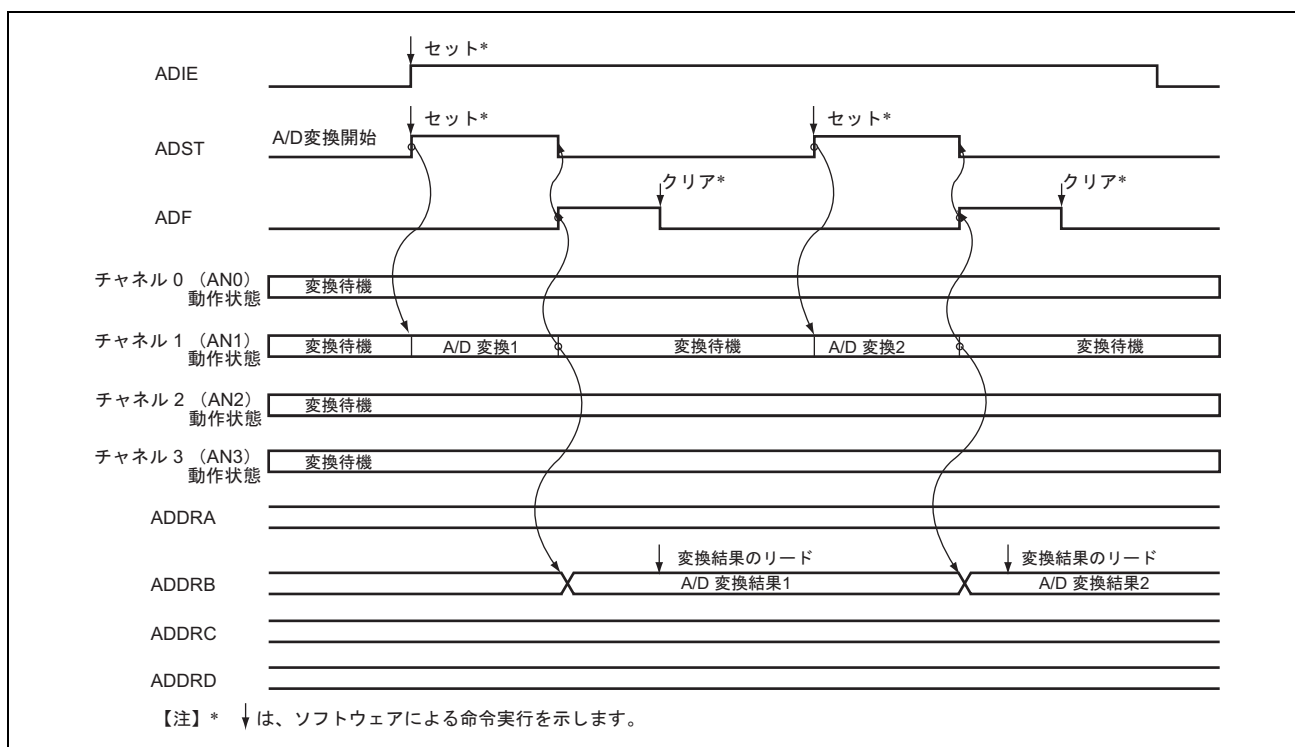 セット*
ADIE
セット* セット*
A/D変換開始
ADST
クリア* クリア*
ADF
チャネル 0 （AN0）
動作状態
変換待機
チャネル 1 （AN1）
動作状態
変換待機 A/D 変換1 変換待機 A/D 変換2 変換待機
チャネル 2 （AN2）
動作状態
変換待機
チャネル 3 （AN3）
動作状態
変換待機
ADDRA
変換結果のリード 変換結果のリード
ADDRB
A/D 変換結果1 A/D 変換結果2
ADDRC
ADDRD
【注】* ↓は、ソフトウェアによる命令実行を示します。